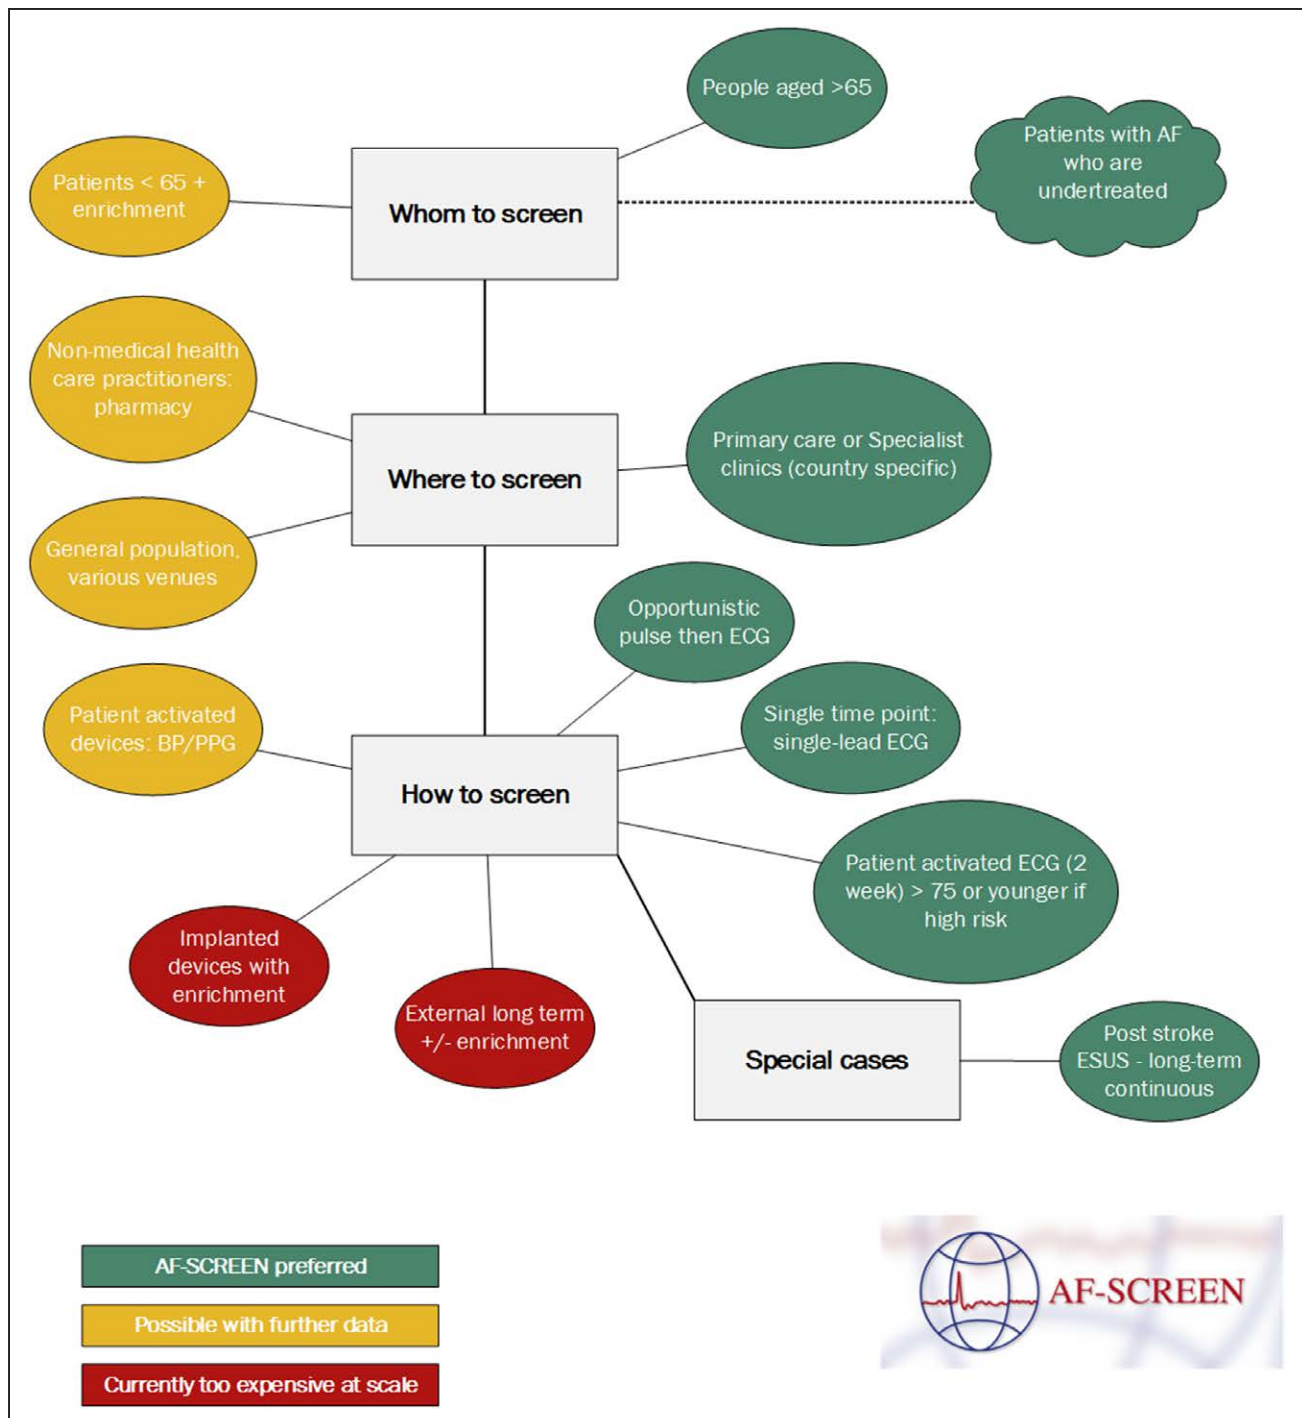 People aged >65
Patients with AF
who are
undertreated
Patients < 65 +
enrichment
Whom to screen
Non-medical health
care practitioners:
pharmacy
Where to screen
Primary care or Specialist
clinics (country specific)
General population,
various venues
Opportunistic
pulse then ECG
Patient activated
devices: BP/PPG
Single time point:
single-lead ECG
How to screen
Patient activated ECG (2
week) > 75 or younger if
high risk
Implanted
devices with
enrichment
External long term
+/- enrichment
Special cases
Post stroke
ESUS - long-term
continuous
AF-SCREEN preferred
Possible with further data
Currently too expensive at scale
AF-SCREEN